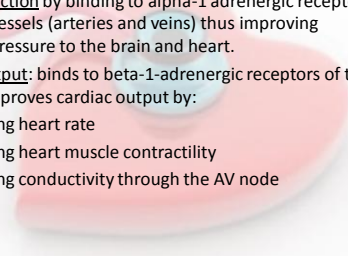 ction by binding to alpha-1 adrenergic recept
essels (arteries and veins) thus improving
ressure to the brain and heart.
tput: binds to beta-1-adrenergic receptors of t
proves cardiac output by:
ng heart rate
ng heart muscle contractility
ng conductivity through the AV node